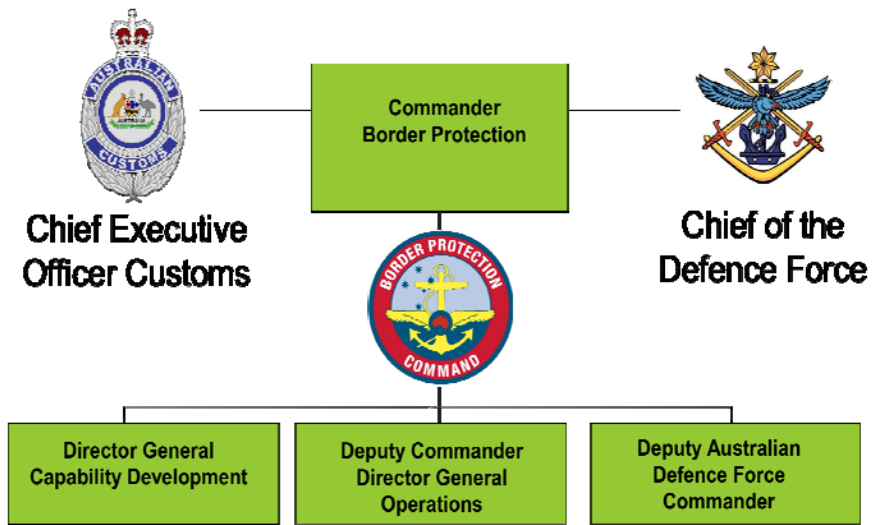 AUSTRALIAN
AUSTRALIA
CUSTOMS
Commander
Border Protection
Chief Executive
Officer Customs
Chief of the
Defence Force
BORDER PROTECTION
COMMAND
Director General
Capability Development
Deputy Commander
Director General
Operations
Deputy Australian
Defence Force
Commander